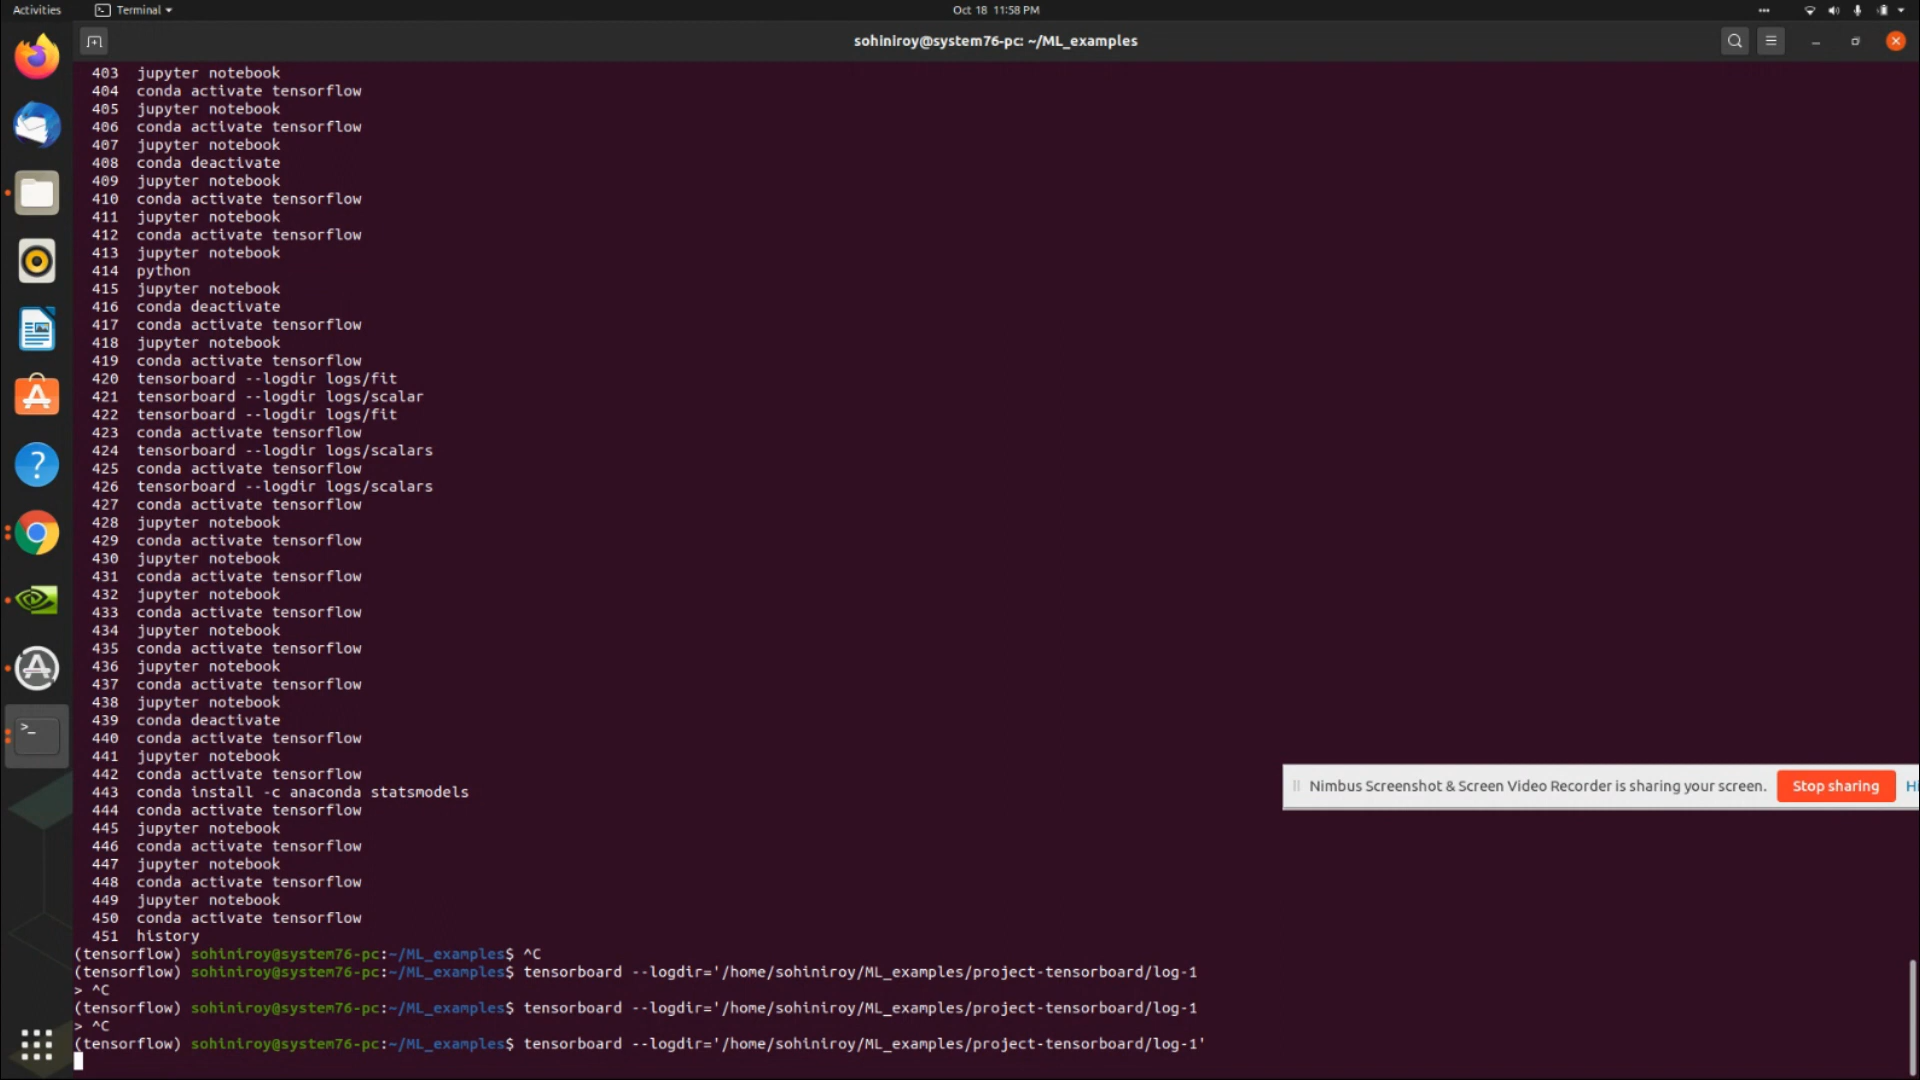 Activities Terminal Oct 18 11:58 PM
sohiniroy@system76-pc: ~/ML_examples
403 jupyter notebook
404 conda activate tensorflow
405 jupyter notebook
406 conda activate tensorflow
407 jupyter notebook
408 conda deactivate
409 jupyter notebook
410 conda activate tensorflow
411 jupyter notebook
412 conda activate tensorflow
413 jupyter notebook
414 python
415 jupyter notebook
416 conda deactivate
417 conda activate tensorflow
418 jupyter notebook
419 conda activate tensorflow
420 tensorboard --logdir logs/fit
421 tensorboard --logdir logs/scalar
422 tensorboard --logdir logs/fit
423 conda activate tensorflow
424 tensorboard --logdir logs/scalars
425 conda activate tensorflow
426 tensorboard --logdir logs/scalars
427 conda activate tensorflow
428 jupyter notebook
429 conda activate tensorflow
430 jupyter notebook
431 conda activate tensorflow
432 jupyter notebook
433 conda activate tensorflow
434 jupyter notebook
435 conda activate tensorflow
436 jupyter notebook
437 conda activate tensorflow
438 jupyter notebook
439 conda deactivate
440 conda activate tensorflow
441 jupyter notebook
442 conda activate tensorflow
443 conda install -c anaconda statsmodels
444 conda activate tensorflow
445 jupyter notebook
446 conda activate tensorflow
447 jupyter notebook
448 conda activate tensorflow
449 jupyter notebook
450 conda activate tensorflow
451 history
(tensorflow) sohiniroy@system76-pc:~/ML_examples$ ^C
(tensorflow) sohiniroy@system76-pc:~/ML_examples$ tensorboard --logdir='/home/sohiniroy/ML_examples/project-tensorboard/log-1
> ^C
(tensorflow) sohiniroy@system76-pc:~/ML_examples$ tensorboard --logdir='/home/sohiniroy/ML_examples/project-tensorboard/log-1
> ^C
(tensorflow) sohiniroy@system76-pc:~/ML_examples$ tensorboard --logdir='/home/sohiniroy/ML_examples/project-tensorboard/log-1'
Nimbus Screenshot & Screen Video Recorder is sharing your screen. Stop sharing